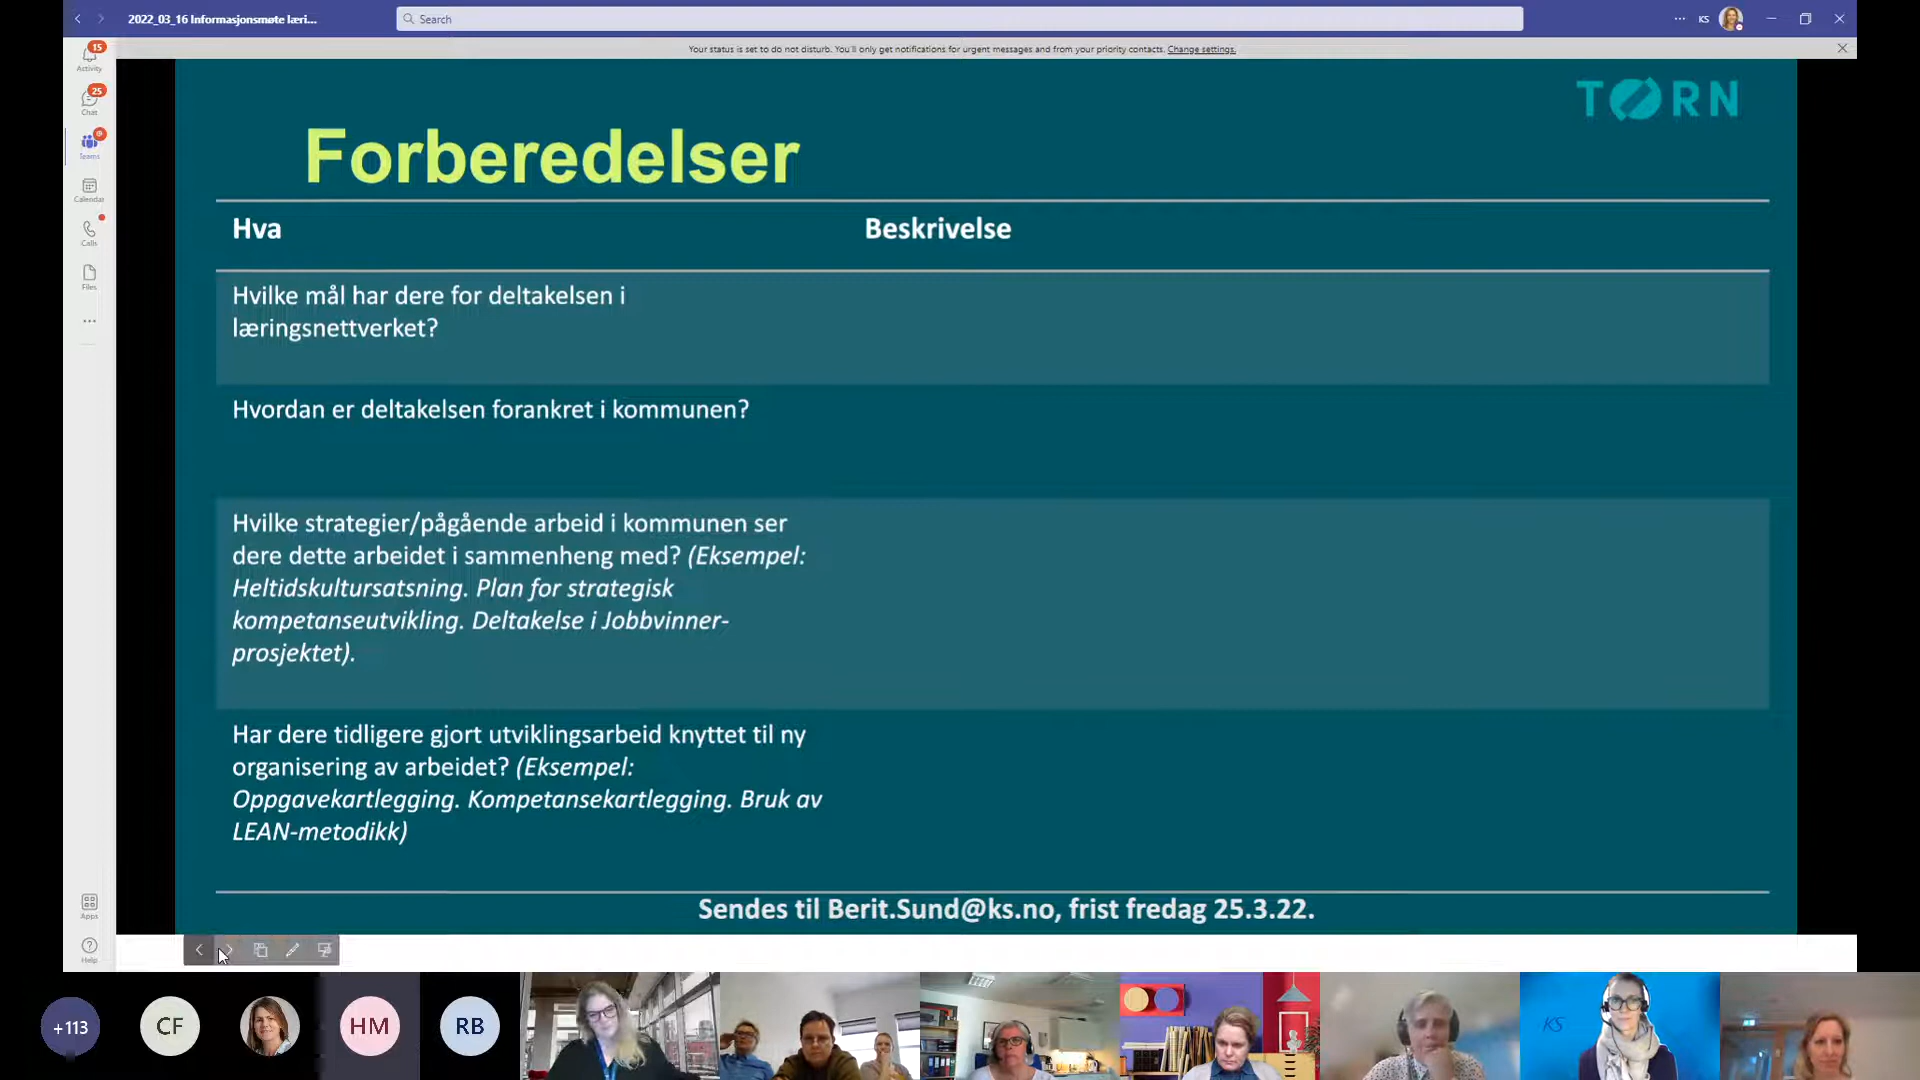 2022_03_16 Informasjonsmøte læri...
Search
KS
Your status is set to do not disturb. You'll only get notifications for urgent messages and from your priority contacts. Change settings.
15
Activity
25
Chat
@
Teams
Calendar
Calls
Files
Apps
Help
TØRN
Forberedelser
Hva
Beskrivelse
Hvilke mål har dere for deltakelsen i
læringsnettverket?
Hvordan er deltakelsen forankret i kommunen?
Hvilke strategier/pågående arbeid i kommunen ser
dere dette arbeidet i sammenheng med? (Eksempel:
Heltidskultursatsning. Plan for strategisk
kompetanseutvikling. Deltakelse i Jobbvinner-
prosjektet).
Har dere tidligere gjort utviklingsarbeid knyttet til ny
organisering av arbeidet? (Eksempel:
Oppgavekartlegging. Kompetansekartlegging. Bruk av
LEAN-metodikk)
Sendes til Berit.Sund@ks.no, frist fredag 25.3.22.
+113
CF
HM
RB
KS